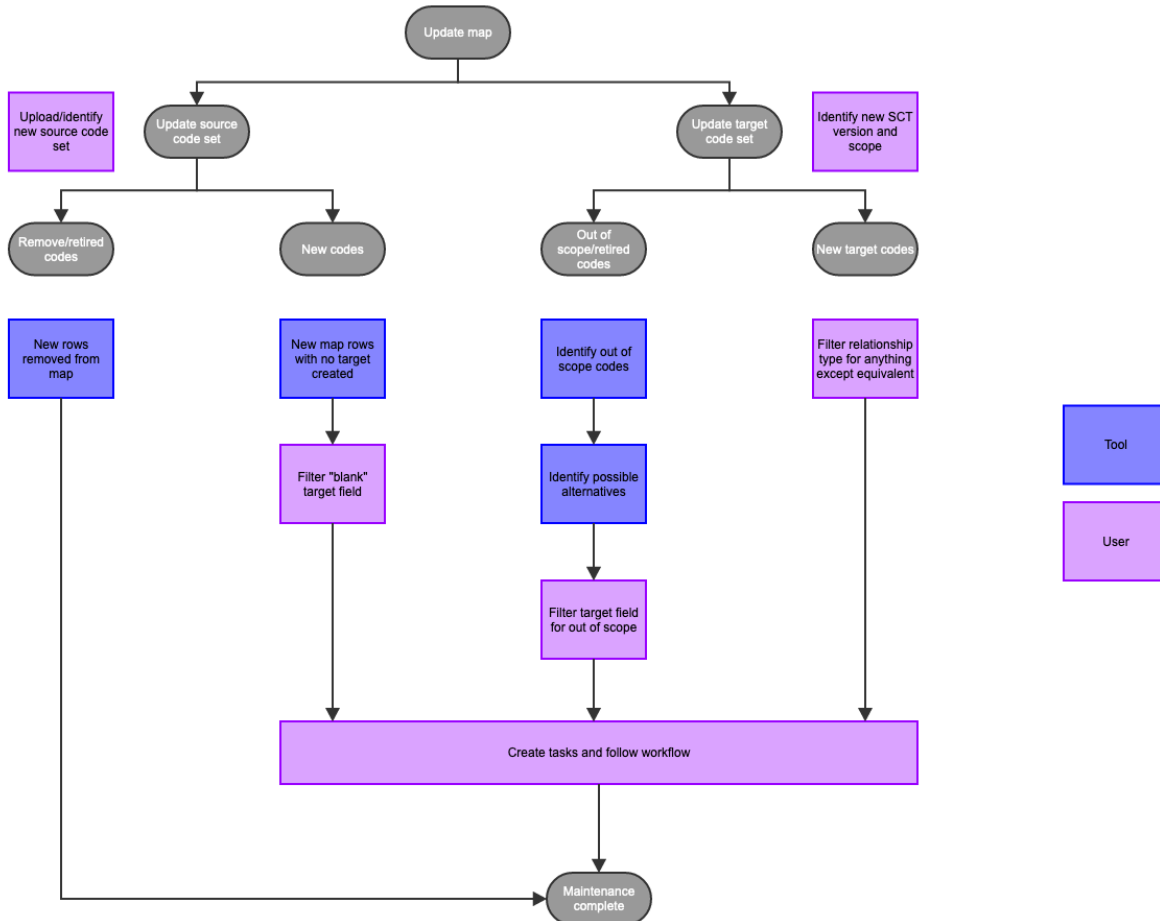 Update map
Upload/identify
new source code
set
Update source
code set
Update target
code set
Identify new SCT
version and
scope
Remove/retired
codes
New codes
Out of
scope/retired
codes
New target codes
New rows
removed from
map
New map rows
with no target
created
Identify out of
scope codes
Filter relationship
type for anything
except equivalent
Tool
Filter "blank"
target field
Identify possible
alternatives
User
Filter target field
for out of scope
Create tasks and follow workflow
Maintenance
complete